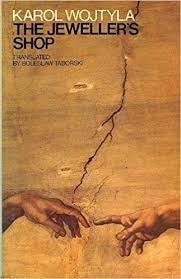 KAROL WOJTYLA
THE JEWELLER'S
SHOP
TRANSLATED
BY BOLESLAW TABORSKI